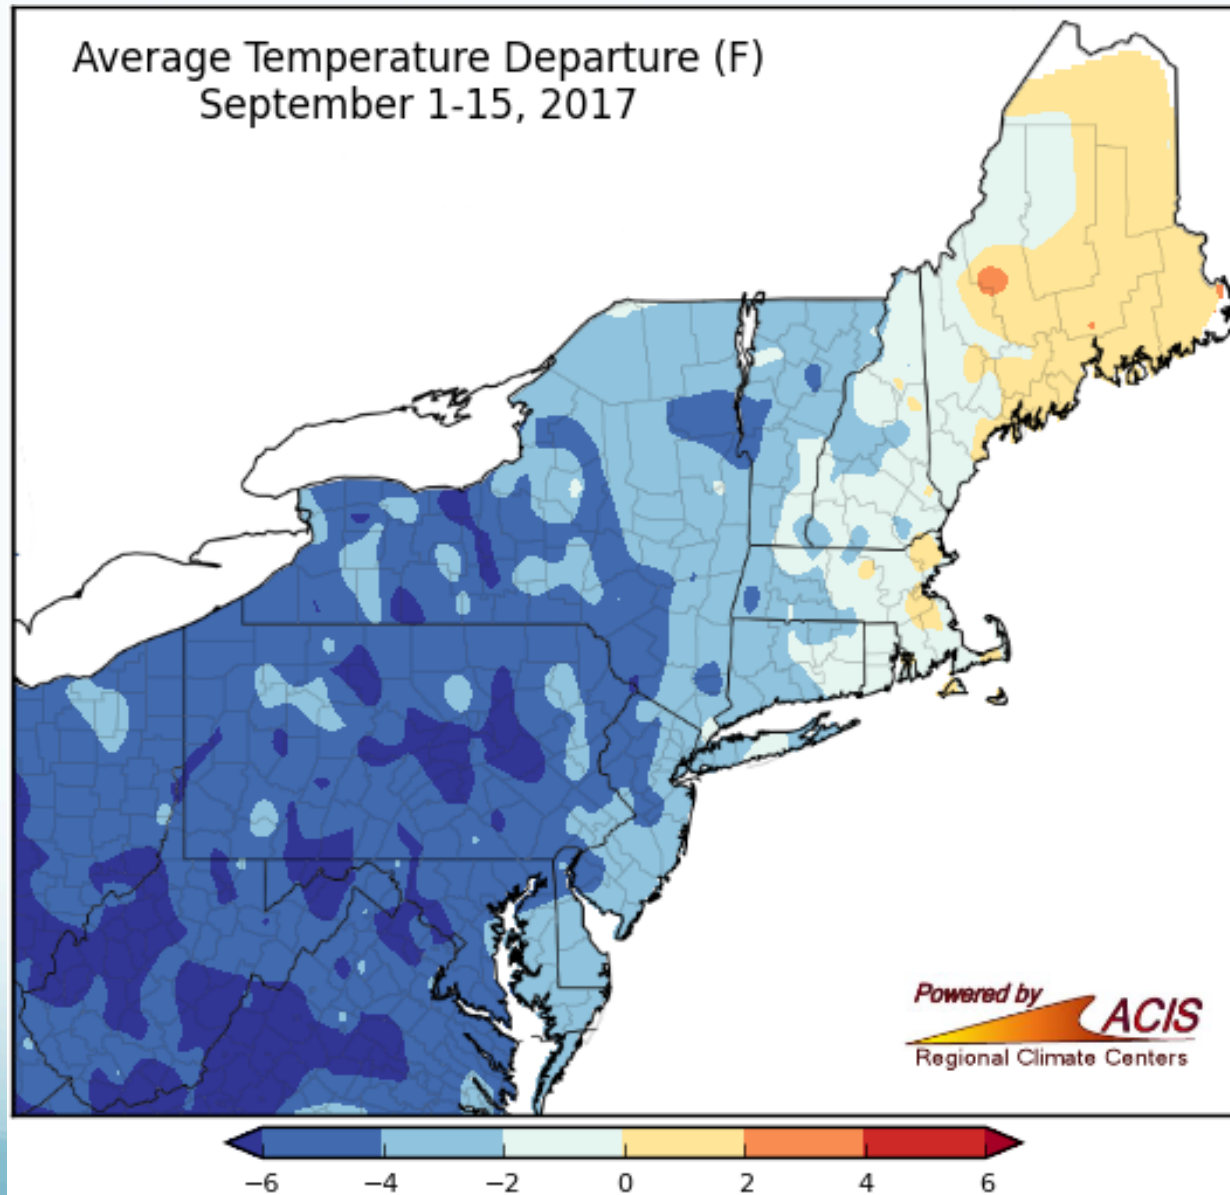 Average Temperature Departure (F)
September 1-15, 2017
Powered by
ACIS
Regional Climate Centers
−6 −4 −2 0 2 4 6